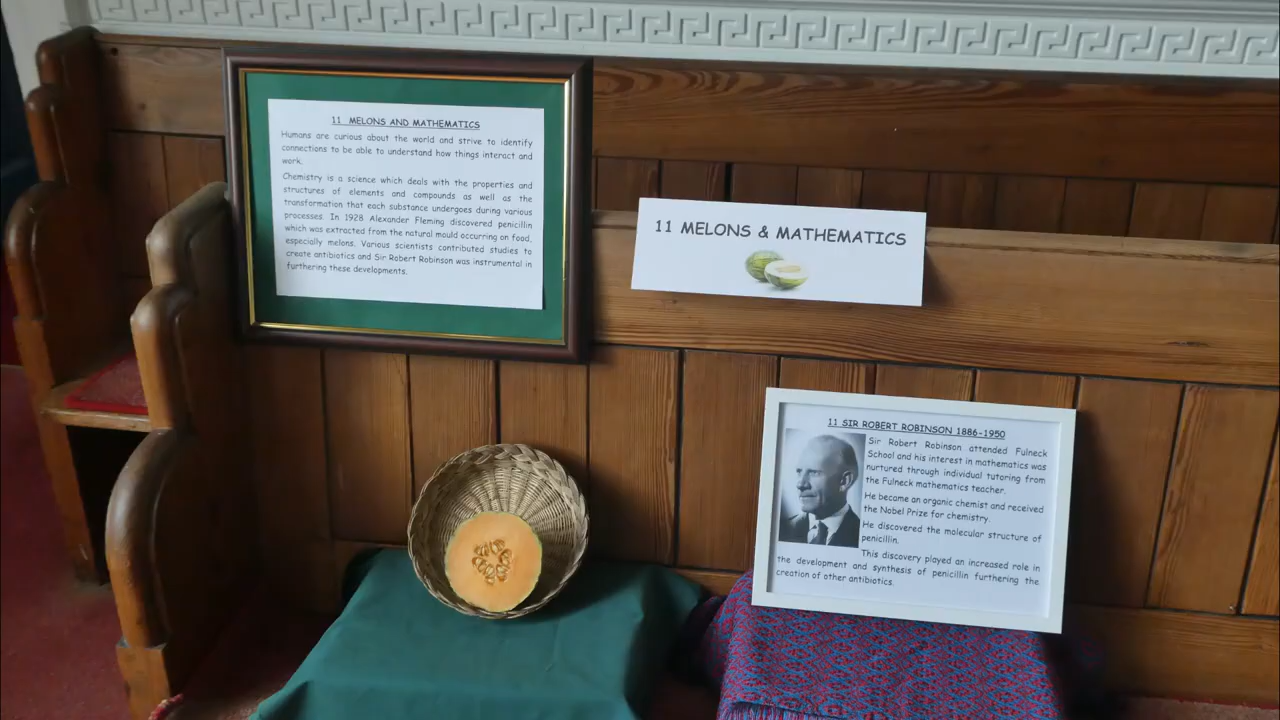 11 MELONS AND MATHEMATICS
Humans are curious about the world and strive to identify
connections to be able to understand how things interact and
work.
Chemistry is a science which deals with the properties and
structures of elements and compounds as well as the
transformation that each substance undergoes during various
processes. In 1928 Alexander Fleming discovered penicillin
which was extracted from the natural mould occurring on food,
especially melons. Various scientists contributed studies to
create antibiotics and Sir Robert Robinson was instrumental in
furthering these developments.
11 MELONS & MATHEMATICS
11 SIR ROBERT ROBINSON 1886-1950
Sir Robert Robinson attended Fulneck
School and his interest in mathematics was
nurtured through individual tutoring from
the Fulneck mathematics teacher.
He became an organic chemist and received
the Nobel Prize for chemistry.
He discovered the molecular structure of
penicillin.
This discovery played an increased role in
the development and synthesis of penicillin furthering the
creation of other antibiotics.